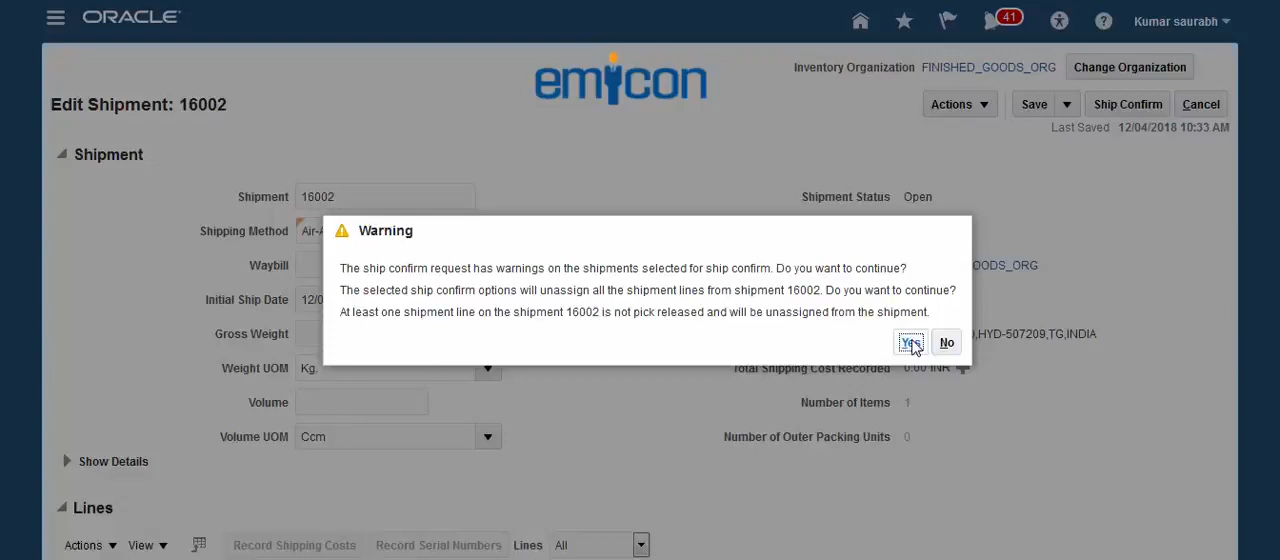 ORACLE
41
Kumar saurabh
emicon
Inventory Organization FINISHED_GOODS_ORG Change Organization
Edit Shipment: 16002
Actions Save Ship Confirm Cancel
Last Saved 12/04/2018 10:33 AM
Shipment
Shipment 16002
Shipment Status Open
Shipping Method Air-A
Waybill
OODS_ORG
Initial Ship Date 12/0
Gross Weight
,HYD-507209,TG,INDIA
Weight UOM Kg.
Total Shipping Cost Recorded 0.00 INR
Volume
Number of Items 1
Volume UOM Ccm
Number of Outer Packing Units 0
Show Details
Lines
Actions View Record Shipping Costs Record Serial Numbers Lines All
Warning
The ship confirm request has warnings on the shipments selected for ship confirm. Do you want to continue?
The selected ship confirm options will unassign all the shipment lines from shipment 16002. Do you want to continue?
At least one shipment line on the shipment 16002 is not pick released and will be unassigned from the shipment.
Yes No